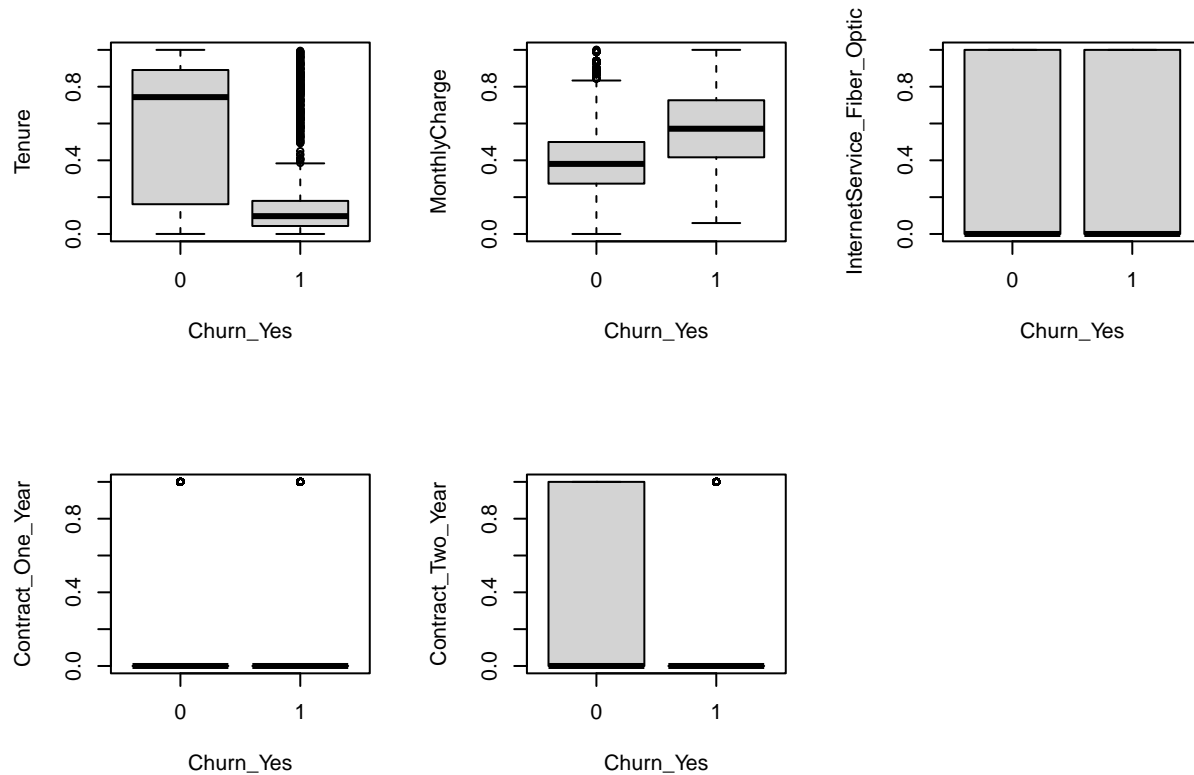 Tenure
0.8
0.4
0.0
0 1
Churn_Yes
MonthlyCharge
0.8
0.4
0.0
0 1
Churn_Yes
InternetService_Fiber_Optic
0.8
0.4
0.0
0 1
Churn_Yes
Contract_One_Year
0.8
0.4
0.0
0 1
Churn_Yes
Contract_Two_Year
0.8
0.4
0.0
0 1
Churn_Yes